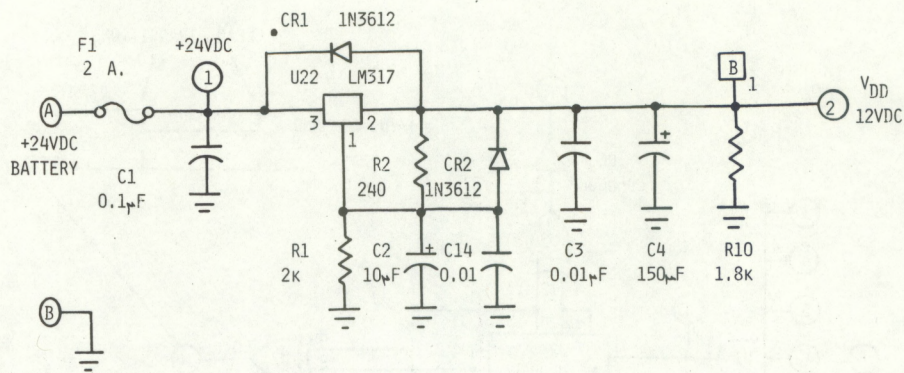 CR1 1N3612
F1
2 A.
+24VDC
1
U22 LM317
B
1
A
3 2
1
2
VDD
12VDC
+24VDC
BATTERY
C1
0.1μF
R2
240
CR2
1N3612
+
+
R1
2K
C2
10μF
C14
0.01
C3
0.01μF
C4
150μF
R10
1.8K
B